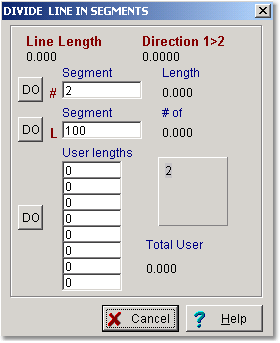 DIVIDE LINE IN SEGMENTS
Line Length Direction 1>2
0.000 0.0000
Segment Length
DO # 2 0.000
Segment # of
DO L 100 0.000
User lengths
0
0
0
0
0
0
0
0
2
DO
Total User
0.000
Cancel Help